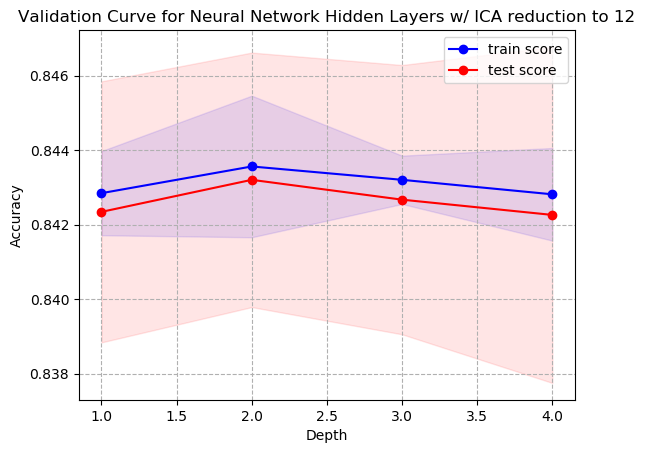 Validation Curve for Neural Network Hidden Layers w/ ICA reduction to 12
train score
test score
0.846
0.844
0.842
0.840
0.838
Accuracy
1.0 1.5 2.0 2.5 3.0 3.5 4.0
Depth